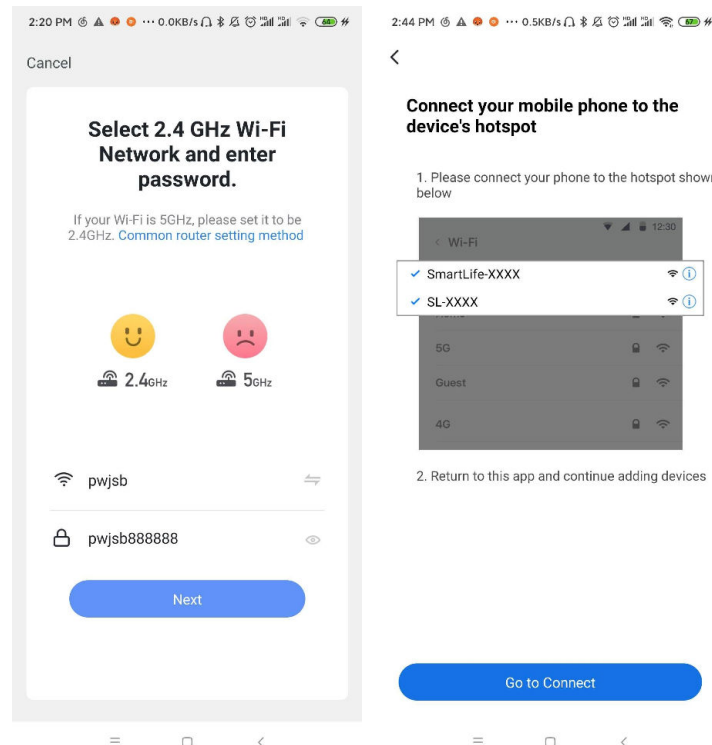 2:20 PM ··· 0.0KB/s 64
Cancel
Select 2.4 GHz Wi-Fi
Network and enter
password.
If your Wi-Fi is 5GHz, please set it to be
2.4GHz. Common router setting method
2.4GHz 5GHz
pwjsb
pwjsb888888
Next
2:44 PM ··· 0.5KB/s 67
Connect your mobile phone to the
device's hotspot
1. Please connect your phone to the hotspot shown
below
12:30
Wi-Fi
SmartLife-XXXX
SL-XXXX
5G
Guest
4G
2. Return to this app and continue adding devices
Go to Connect